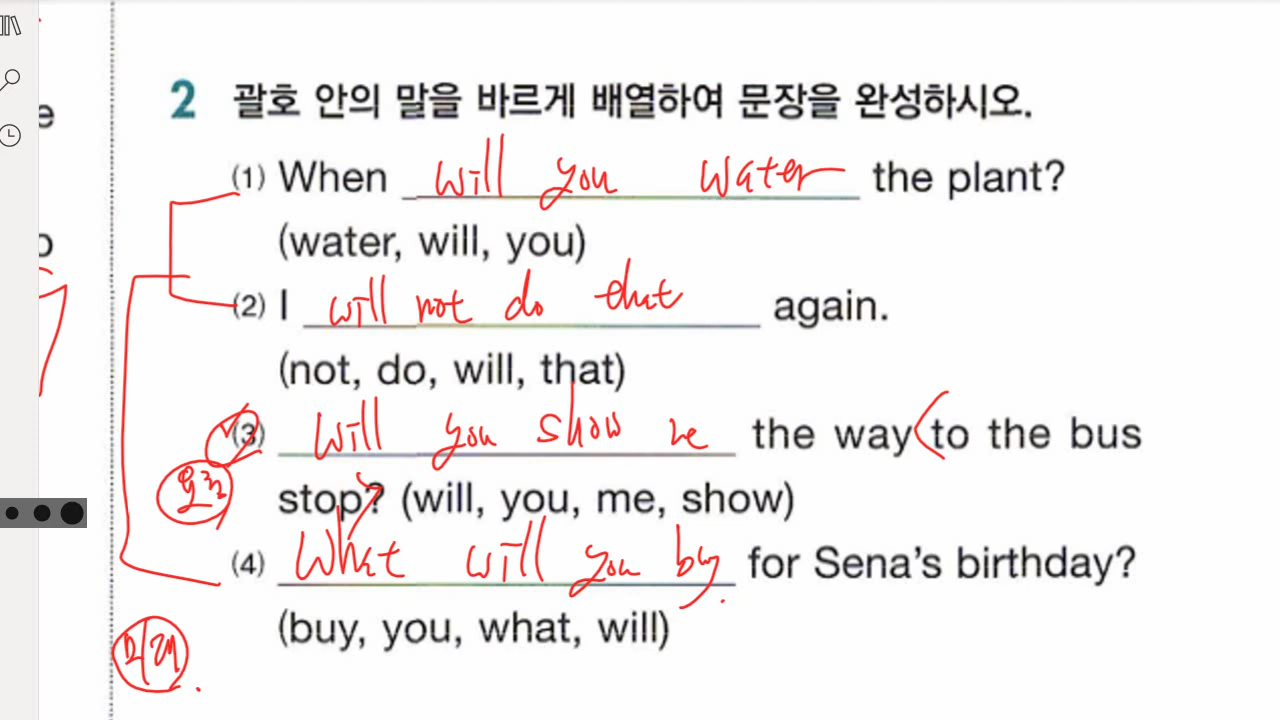 2 괄호 안의 말을 바르게 배열하여 문장을 완성하시오.
(1) When will you water the plant?
(water, will, you)
(2) I will not do that again.
(not, do, will, that)
(3) Will you show me the way to the bus
stop? (will, you, me, show)
(4) What will you buy for Sena's birthday?
(buy, you, what, will)
미래